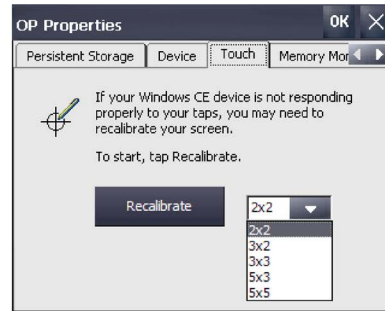 OP Properties OK
Persistent Storage Device Touch Memory Mor
If your Windows CE device is not responding
properly to your taps, you may need to
recalibrate your screen.
To start, tap Recalibrate.
Recalibrate 2x2
2x2
3x2
3x3
5x3
5x5